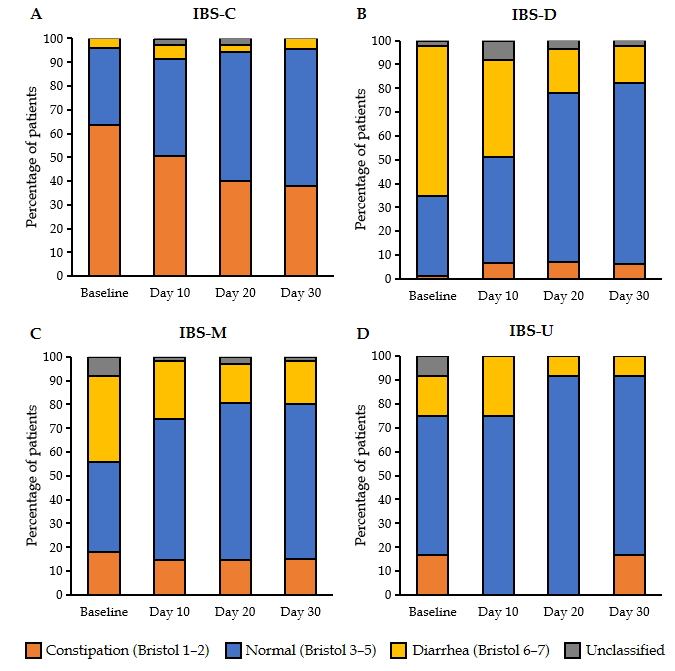 A
IBS-C
Percentage of patients
100
90
80
70
60
50
40
30
20
10
0
Baseline Day 10 Day 20 Day 30
B
IBS-D
Percentage of patients
100
90
80
70
60
50
40
30
20
10
0
Baseline Day 10 Day 20 Day 30
C
IBS-M
Percentage of patients
100
90
80
70
60
50
40
30
20
10
0
Baseline Day 10 Day 20 Day 30
D
IBS-U
Percentage of patients
100
90
80
70
60
50
40
30
20
10
0
Baseline Day 10 Day 20 Day 30
Constipation (Bristol 1–2) Normal (Bristol 3–5) Diarrhea (Bristol 6–7) Unclassified